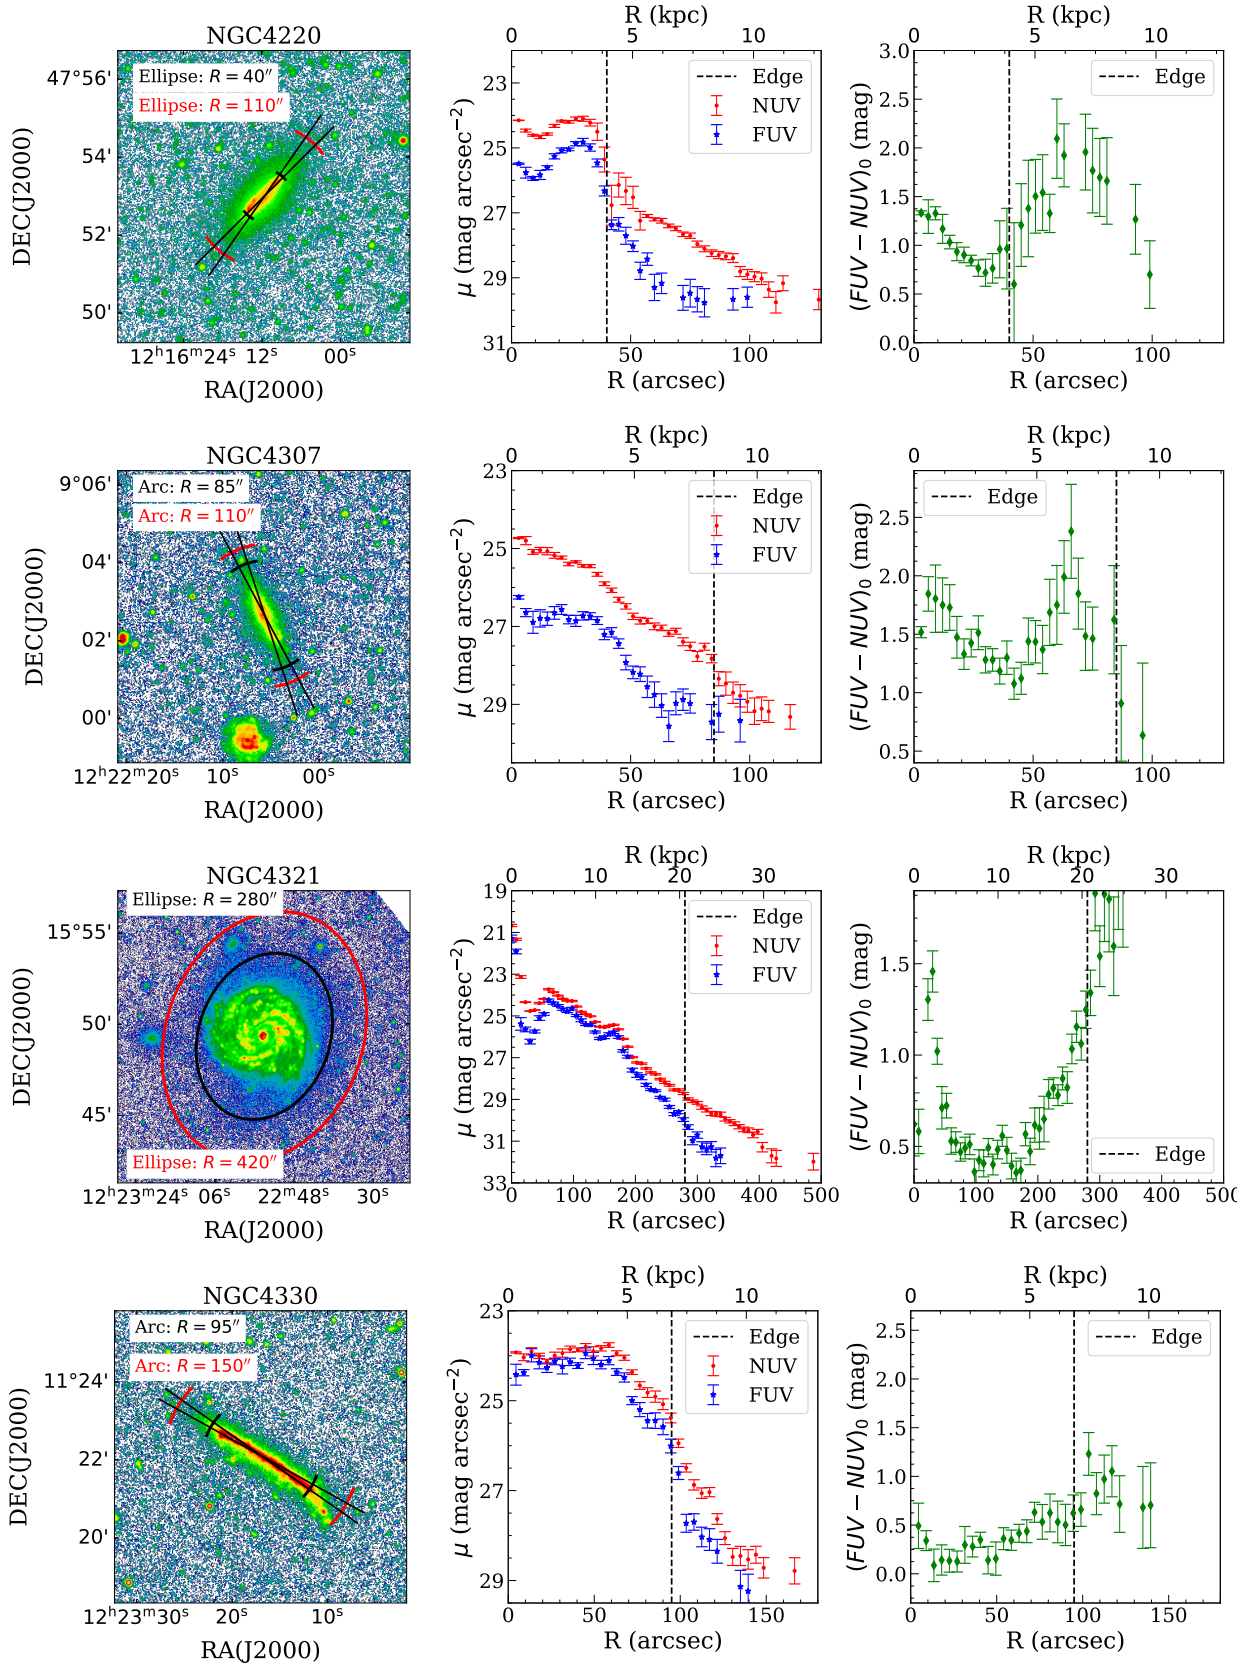 NGC4220
Ellipse: R = 40″
Ellipse: R = 110″
47°56'
54'
52'
50'
12ʰ16ᵐ24ˢ 12ˢ 00ˢ
DEC(J2000)
RA(J2000)
R (kpc)
0 5 10
Edge
NUV
FUV
23
25
27
29
31
0 50 100
μ (mag arcsec⁻²)
R (arcsec)
R (kpc)
0 5 10
Edge
3.0
2.5
2.0
1.5
1.0
0.5
0.0
0 50 100
(FUV − NUV)₀ (mag)
R (arcsec)
NGC4307
Arc: R = 85″
Arc: R = 110″
9°06'
04'
02'
00'
12ʰ22ᵐ20ˢ 10ˢ 00ˢ
DEC(J2000)
RA(J2000)
R (kpc)
0 4 8 12
Edge
NUV
FUV
23
25
27
29
0 50 100
μ (mag arcsec⁻²)
R (arcsec)
R (kpc)
0 4 8 12
Edge
2.5
2.0
1.5
1.0
0.5
0 50 100
(FUV − NUV)₀ (mag)
R (arcsec)
NGC4321
Ellipse: R = 280″
Ellipse: R = 420″
15°55'
50'
45'
12ʰ23ᵐ24ˢ 06ˢ 22ᵐ48ˢ 30ˢ
DEC(J2000)
RA(J2000)
R (kpc)
0 10 20 30
Edge
NUV
FUV
19
21
23
25
27
29
31
33
0 100 200 300 400 500
μ (mag arcsec⁻²)
R (arcsec)
R (kpc)
0 10 20 30
Edge
1.5
1.0
0.5
0 100 200 300 400 500
(FUV − NUV)₀ (mag)
R (arcsec)
NGC4330
Arc: R = 95″
Arc: R = 150″
11°24'
22'
20'
12ʰ23ᵐ30ˢ 20ˢ 10ˢ
DEC(J2000)
RA(J2000)
R (kpc)
0 5 10
Edge
NUV
FUV
23
25
27
29
0 50 100 150
μ (mag arcsec⁻²)
R (arcsec)
R (kpc)
0 5 10
Edge
2.5
2.0
1.5
1.0
0.5
0.0
0 50 100 150
(FUV − NUV)₀ (mag)
R (arcsec)